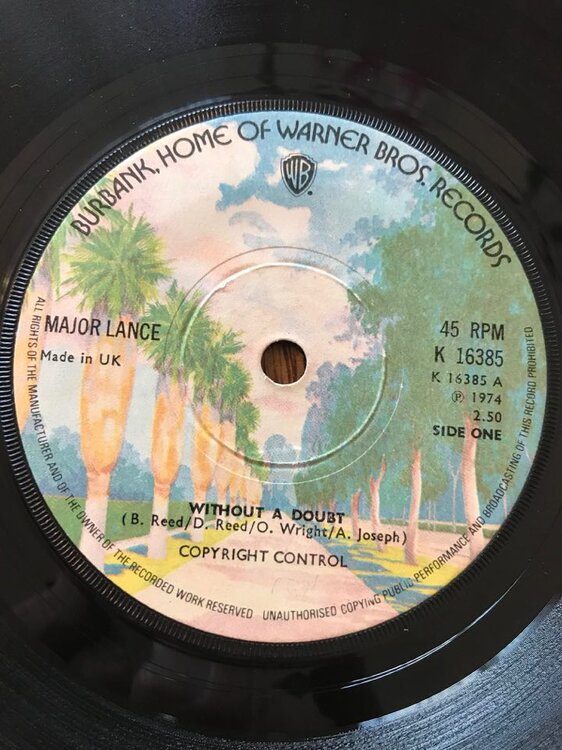 BURBANK, HOME OF WARNER BROS. RECORDS
WB
MAJOR LANCE
Made in UK
45 RPM
K 16385
K 16385 A
Ⓟ 1974
2.50
SIDE ONE
WITHOUT A DOUBT
(B. Reed/D. Reed/O. Wright/A. Joseph)
COPYRIGHT CONTROL
ALL RIGHTS OF THE MANUFACTURER AND OF THE OWNER OF THE RECORDED WORK RESERVED UNAUTHORISED COPYING PUBLIC PERFORMANCE AND BROADCASTING OF THIS RECORD PROHIBITED